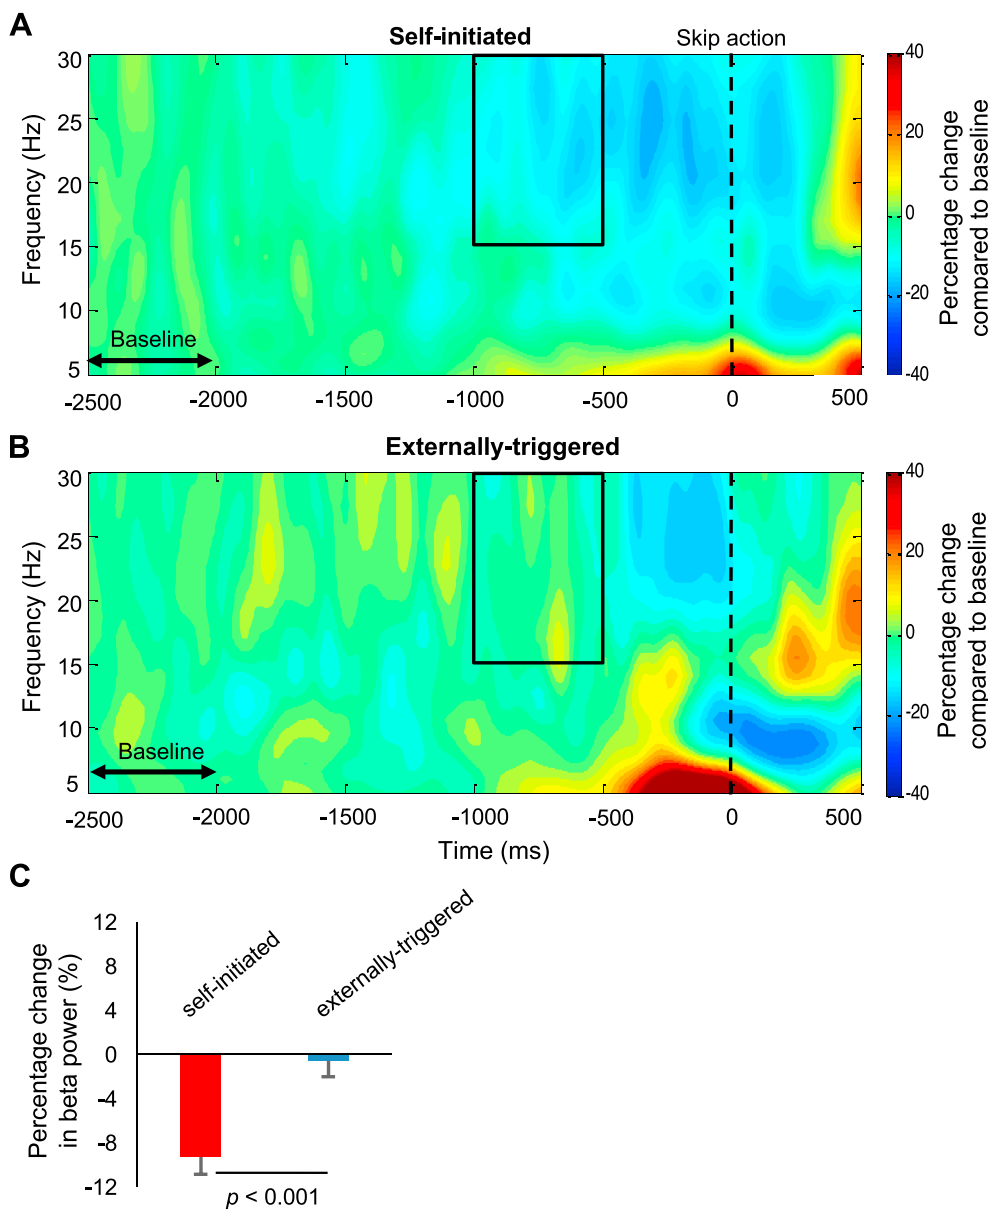 A
Self-initiated
Skip action
30
25
20
15
10
5
Frequency (Hz)
Baseline
-2500
-2000
-1500
-1000
-500
0
500
40
20
0
-20
-40
Percentage change
compared to baseline
B
Externally-triggered
30
25
20
15
10
5
Frequency (Hz)
Baseline
-2500
-2000
-1500
-1000
-500
0
500
Time (ms)
40
20
0
-20
-40
Percentage change
compared to baseline
C
12
8
4
0
-4
-8
-12
Percentage change
in beta power (%)
self-initiated
externally-triggered
p < 0.001